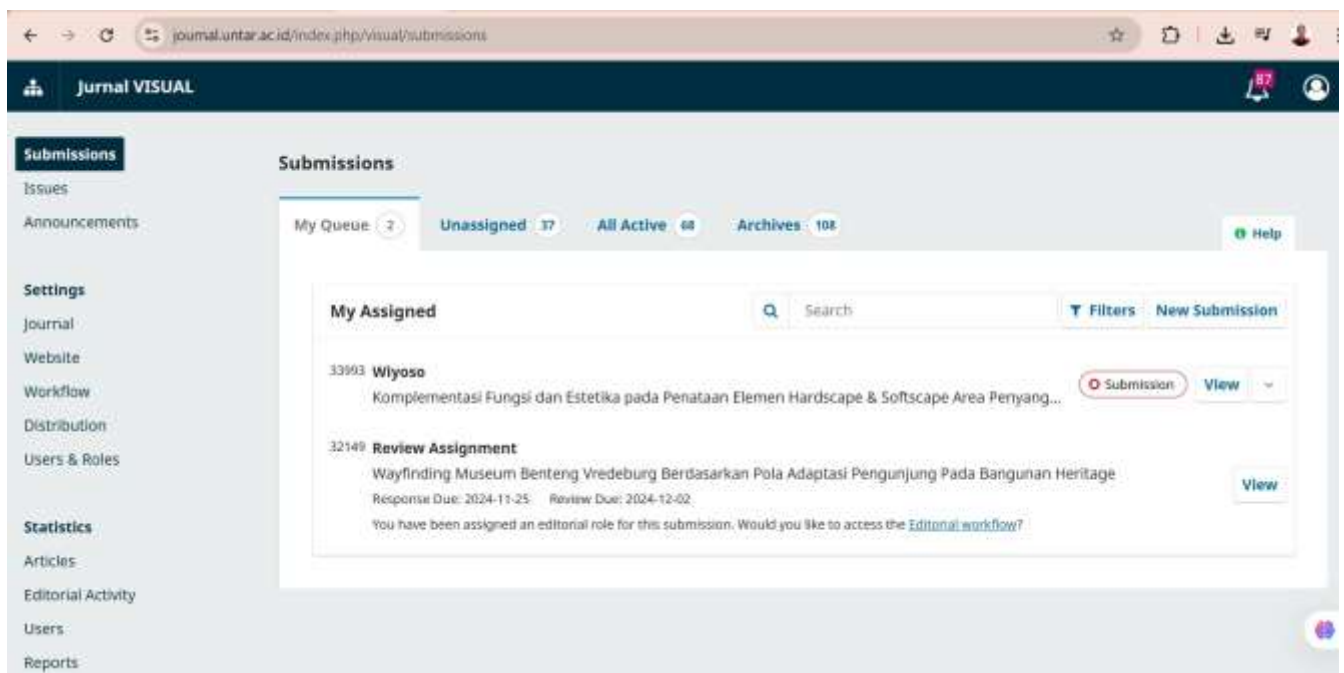 journal.untar.ac.id/index.php/visual/submissions
Jurnal VISUAL
87
Submissions
Issues
Announcements
Settings
Journal
Website
Workflow
Distribution
Users & Roles
Statistics
Articles
Editorial Activity
Users
Reports
Submissions
My Queue 2 Unassigned 37 All Active 68 Archives 108
Help
My Assigned Search Filters New Submission
33993 Wiyoso
Komplementasi Fungsi dan Estetika pada Penataan Elemen Hardscape & Softscape Area Penyang...
Submission View
32149 Review Assignment
Wayfinding Museum Benteng Vredeburg Berdasarkan Pola Adaptasi Pengunjung Pada Bangunan Heritage
Response Due: 2024-11-25 Review Due: 2024-12-02
View
You have been assigned an editorial role for this submission. Would you like to access the Editorial workflow?